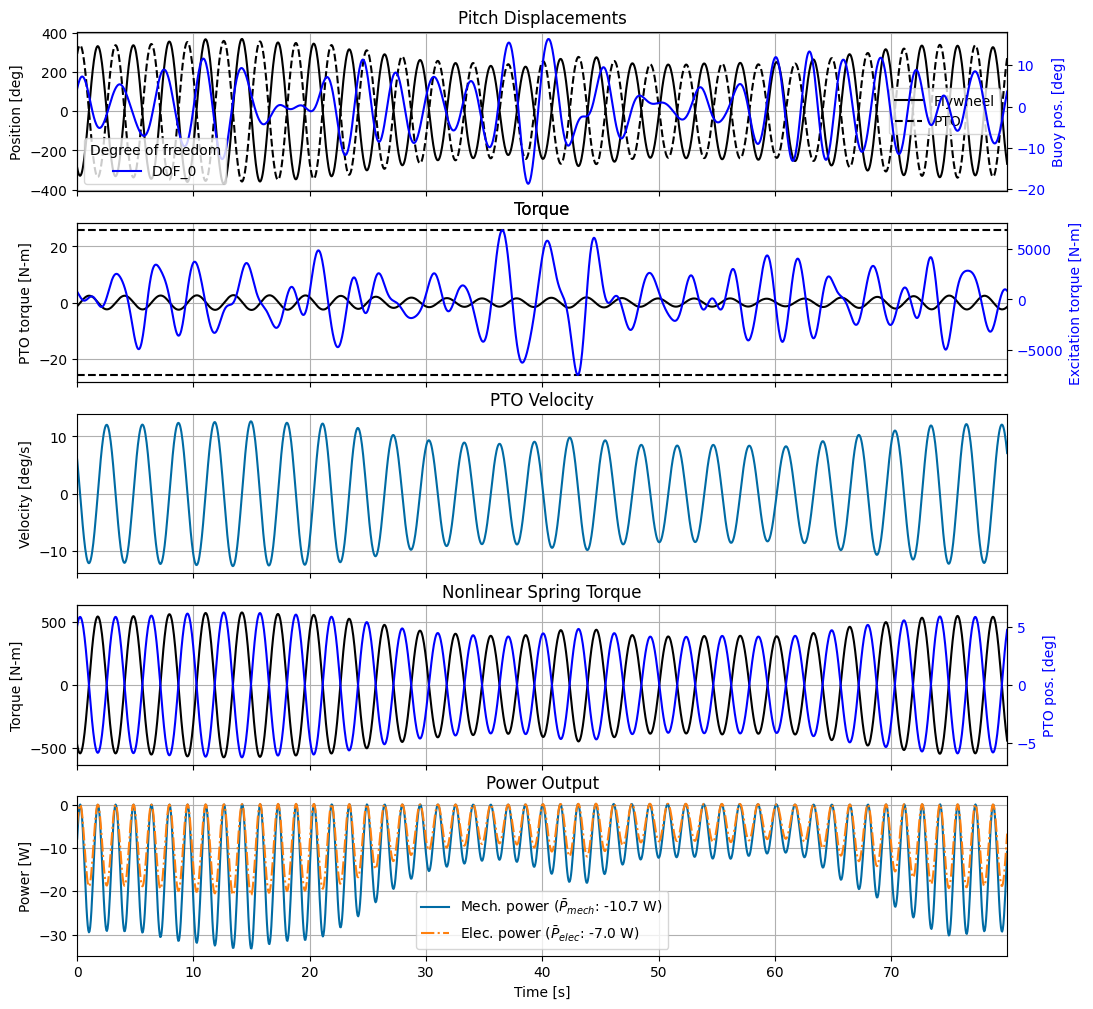 Pitch Displacements
400
200
0
−200
−400
Position [deg]
10
0
−10
−20
Buoy pos. [deg]
Flywheel
PTO
Degree of freedom
DOF_0
Torque
20
0
−20
PTO torque [N-m]
5000
0
−5000
Excitation torque [N-m]
PTO Velocity
10
0
−10
Velocity [deg/s]
Nonlinear Spring Torque
500
0
−500
Torque [N-m]
5
0
−5
PTO pos. [deg]
Power Output
0
−10
−20
−30
Power [W]
Mech. power (P̄mech: -10.7 W)
Elec. power (P̄elec: -7.0 W)
0 10 20 30 40 50 60 70
Time [s]